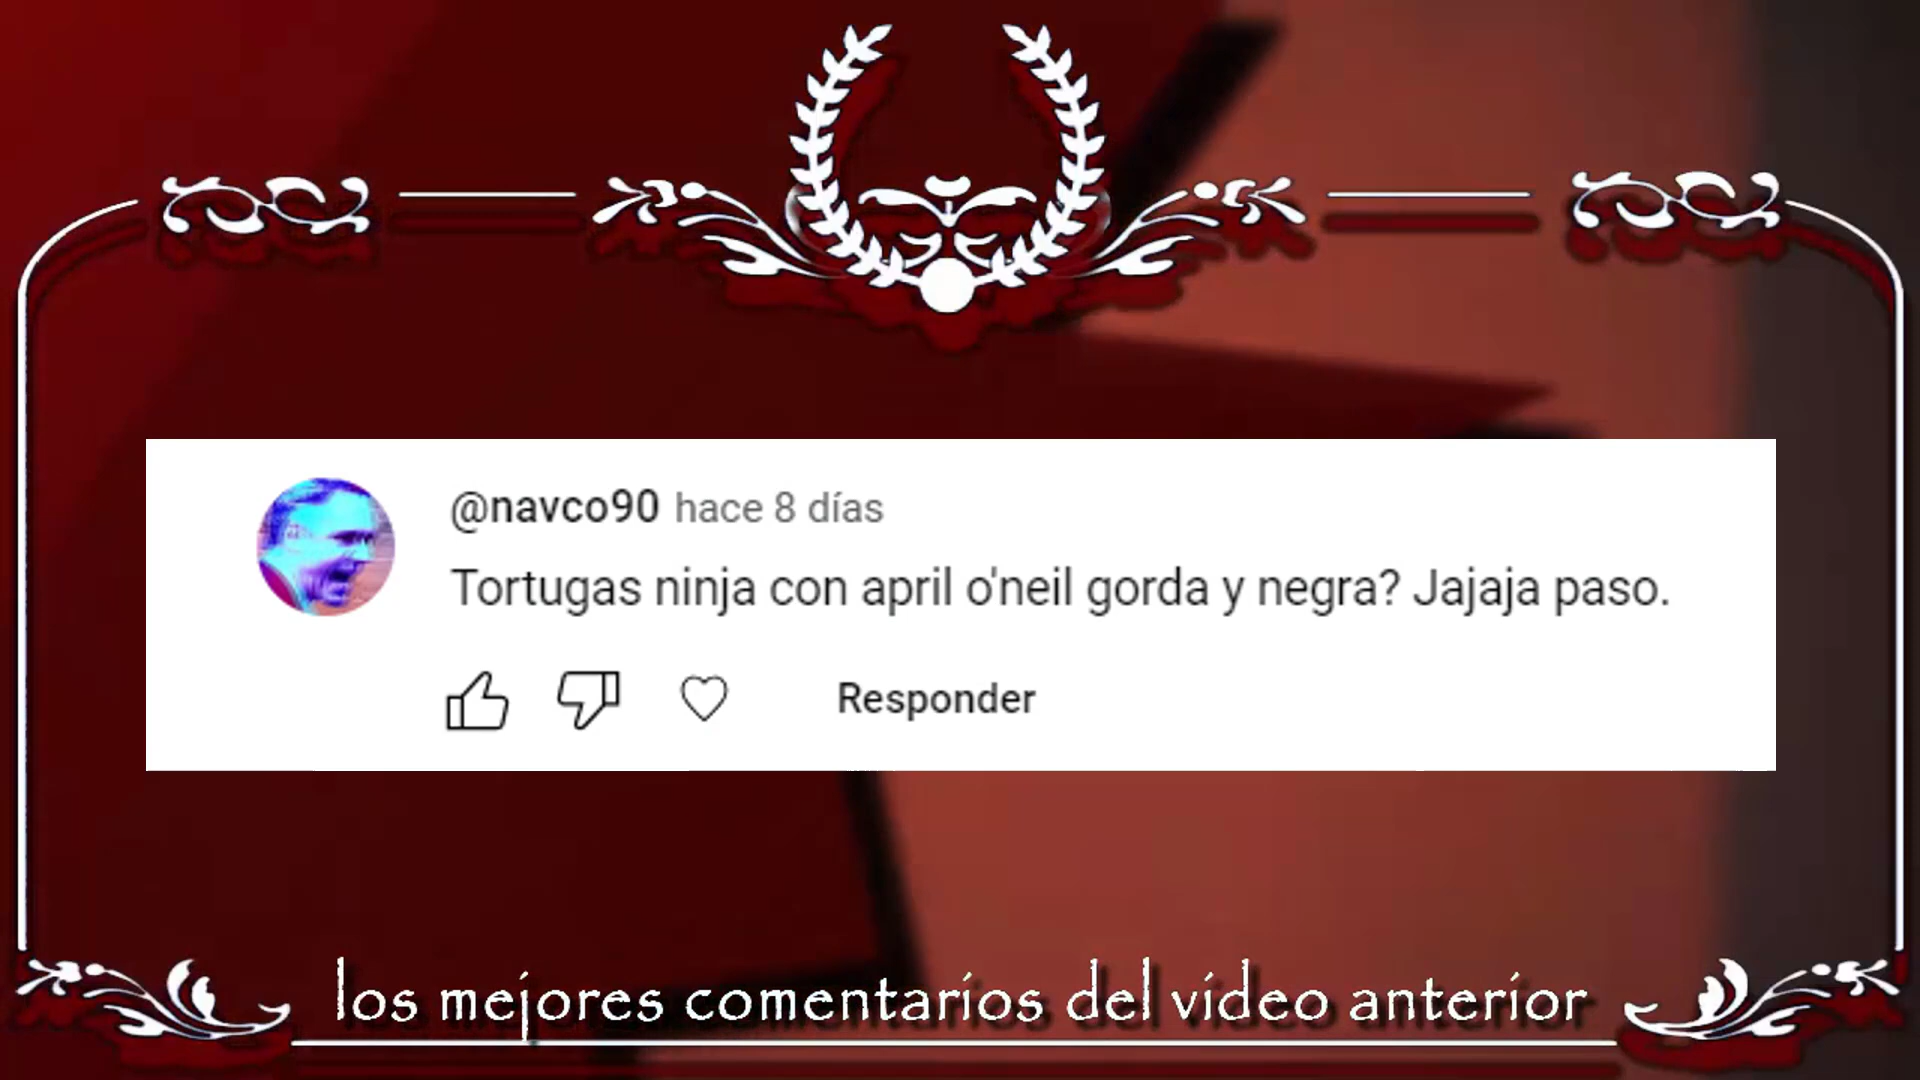 @navco90 hace 8 días
Tortugas ninja con april o'neil gorda y negra? Jajaja paso.
Responder
los mejores comentarios del video anterior